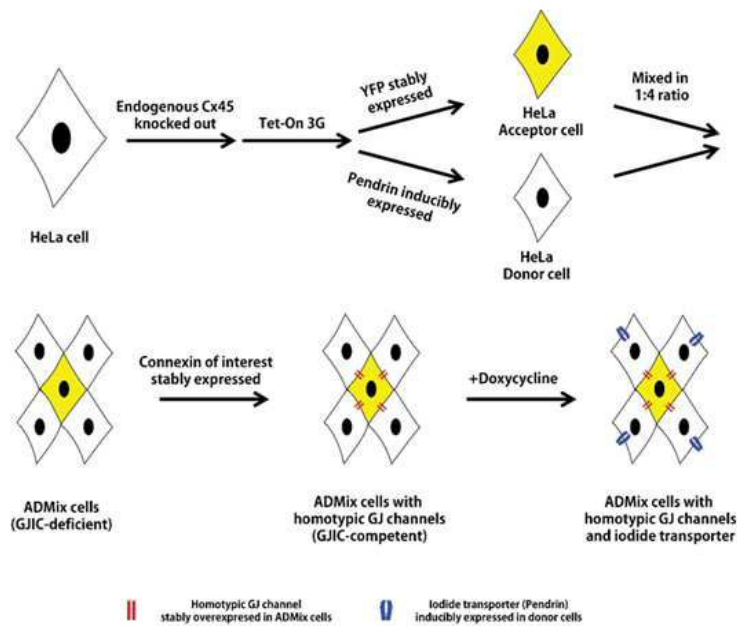 Endogenous Cx45
knocked out
Tet-On 3G
YFP stably
expressed
Pendrin inducibly
expressed
HeLa
Acceptor cell
Mixed in
1:4 ratio
HeLa cell
HeLa
Donor cell
Connexin of interest
stably expressed
+Doxycycline
ADMix cells
(GJIC-deficient)
ADMix cells with
homotypic GJ channels
(GJIC-competent)
ADMix cells with
homotypic GJ channels
and iodide transporter
Homotypic GJ channel
stably overexpresed in ADMix cells
Iodide transporter (Pendrin)
inducibly expressed in donor cells